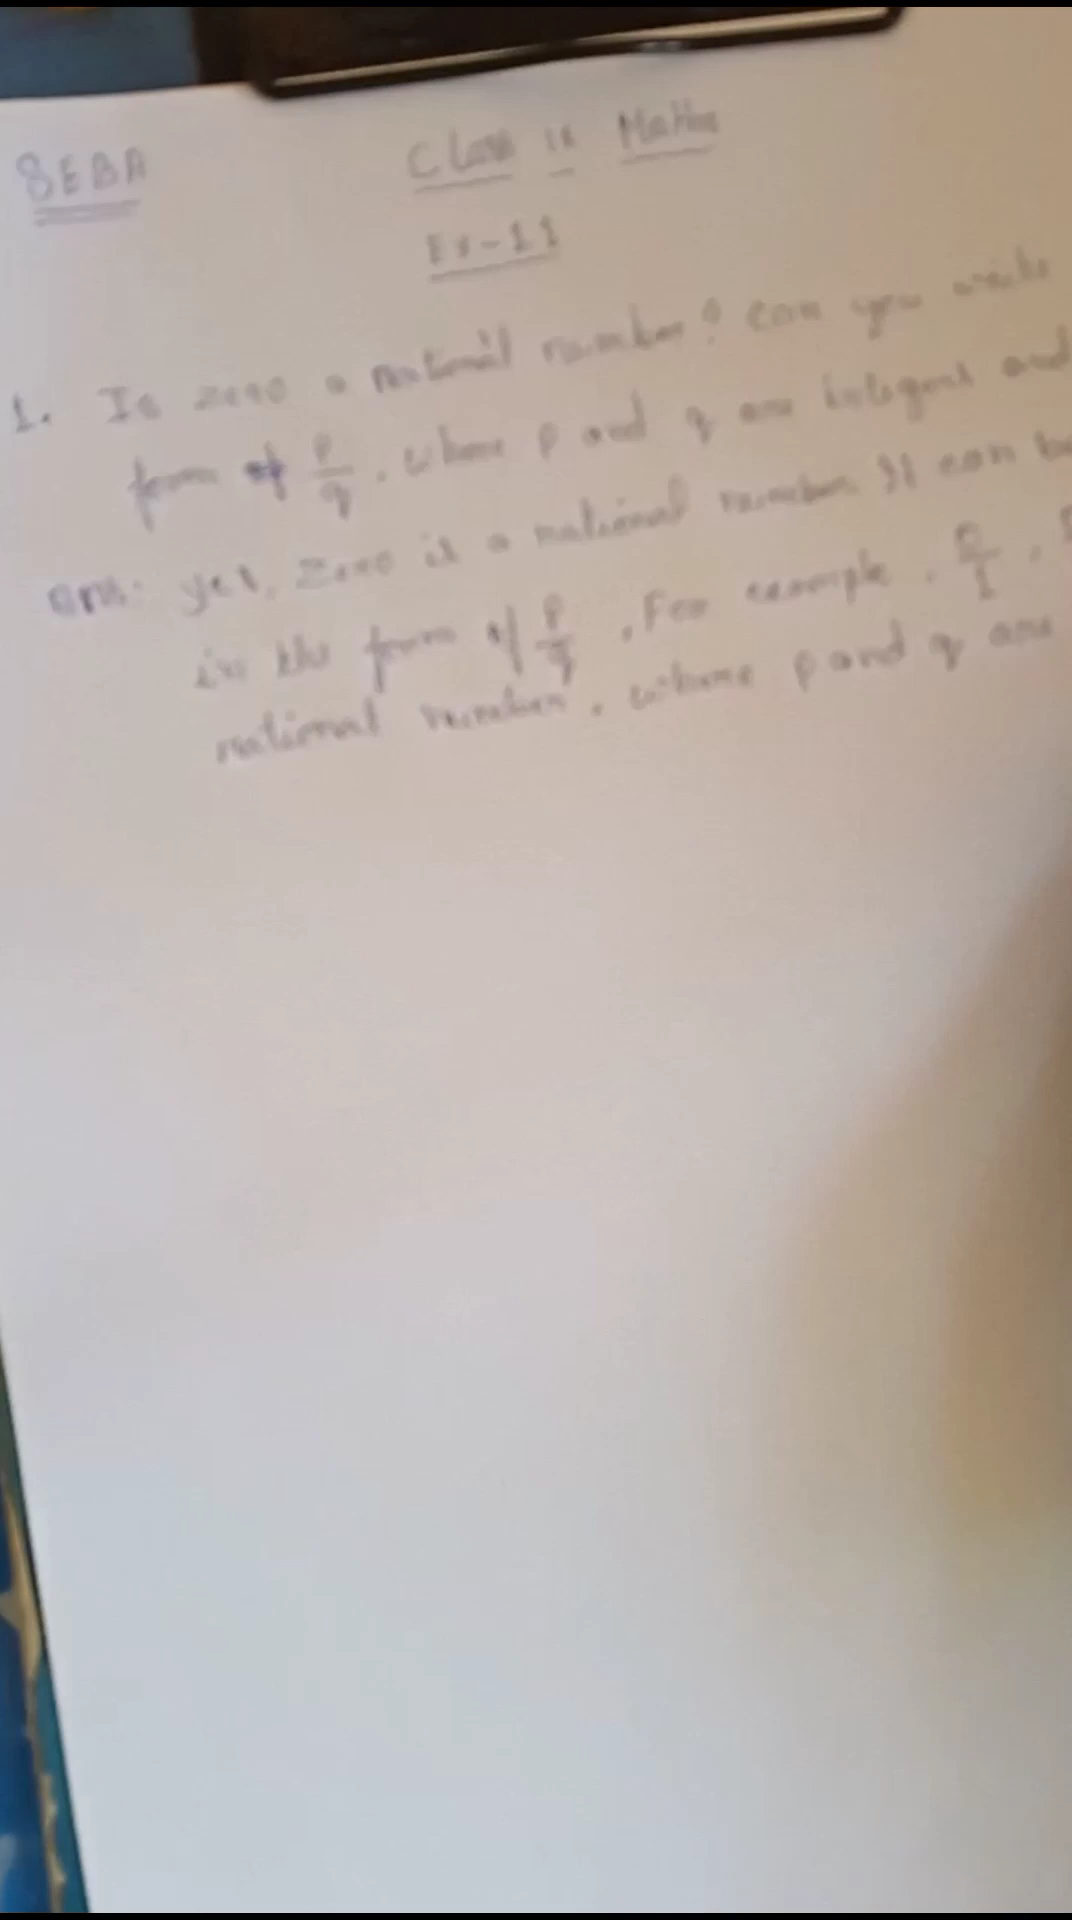 SEBA
Class IX Maths
Ex-1.1
1. Is zero a rational number? Can you write
form of p/q, where p and q are integers and
Ans: yes, Zero is a rational number. It can be
in the form of p/q, For example, 0/1,
rational number, where p and q are